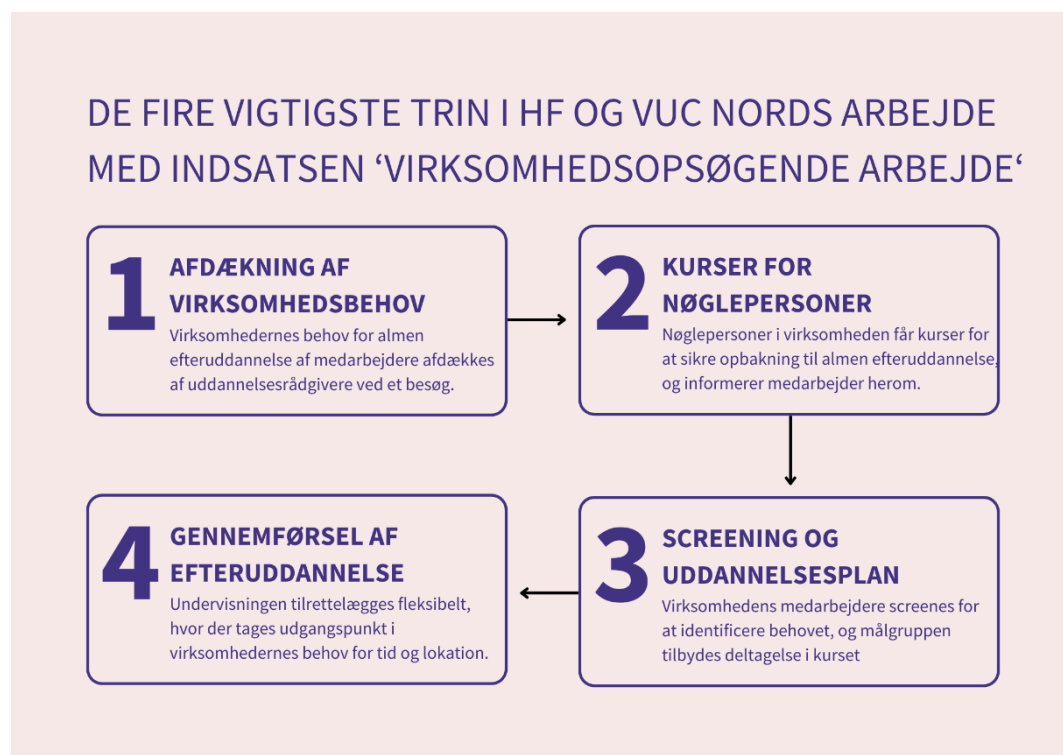 DE FIRE VIGTIGSTE TRIN I HF OG VUC NORDS ARBEJDE
MED INDSATSEN ‘VIRKSOMHEDSOPSØGENDE ARBEJDE‘
1
AFDÆKNING AF
VIRKSOMHEDSBEHOV
Virksomhedernes behov for almen
efteruddannelse af medarbejdere afdækkes
af uddannelsesrådgivere ved et besøg.
2
KURSER FOR
NØGLEPERSONER
Nøglepersoner i virksomheden får kurser for
at sikre opbakning til almen efteruddannelse,
og informerer medarbejder herom.
3
SCREENING OG
UDDANNELSESPLAN
Virksomhedens medarbejdere screenes for
at identificere behovet, og målgruppen
tilbydes deltagelse i kurset
4
GENNEMFØRSEL AF
EFTERUDDANNELSE
Undervisningen tilrettelægges fleksibelt,
hvor der tages udgangspunkt i
virksomhedernes behov for tid og lokation.